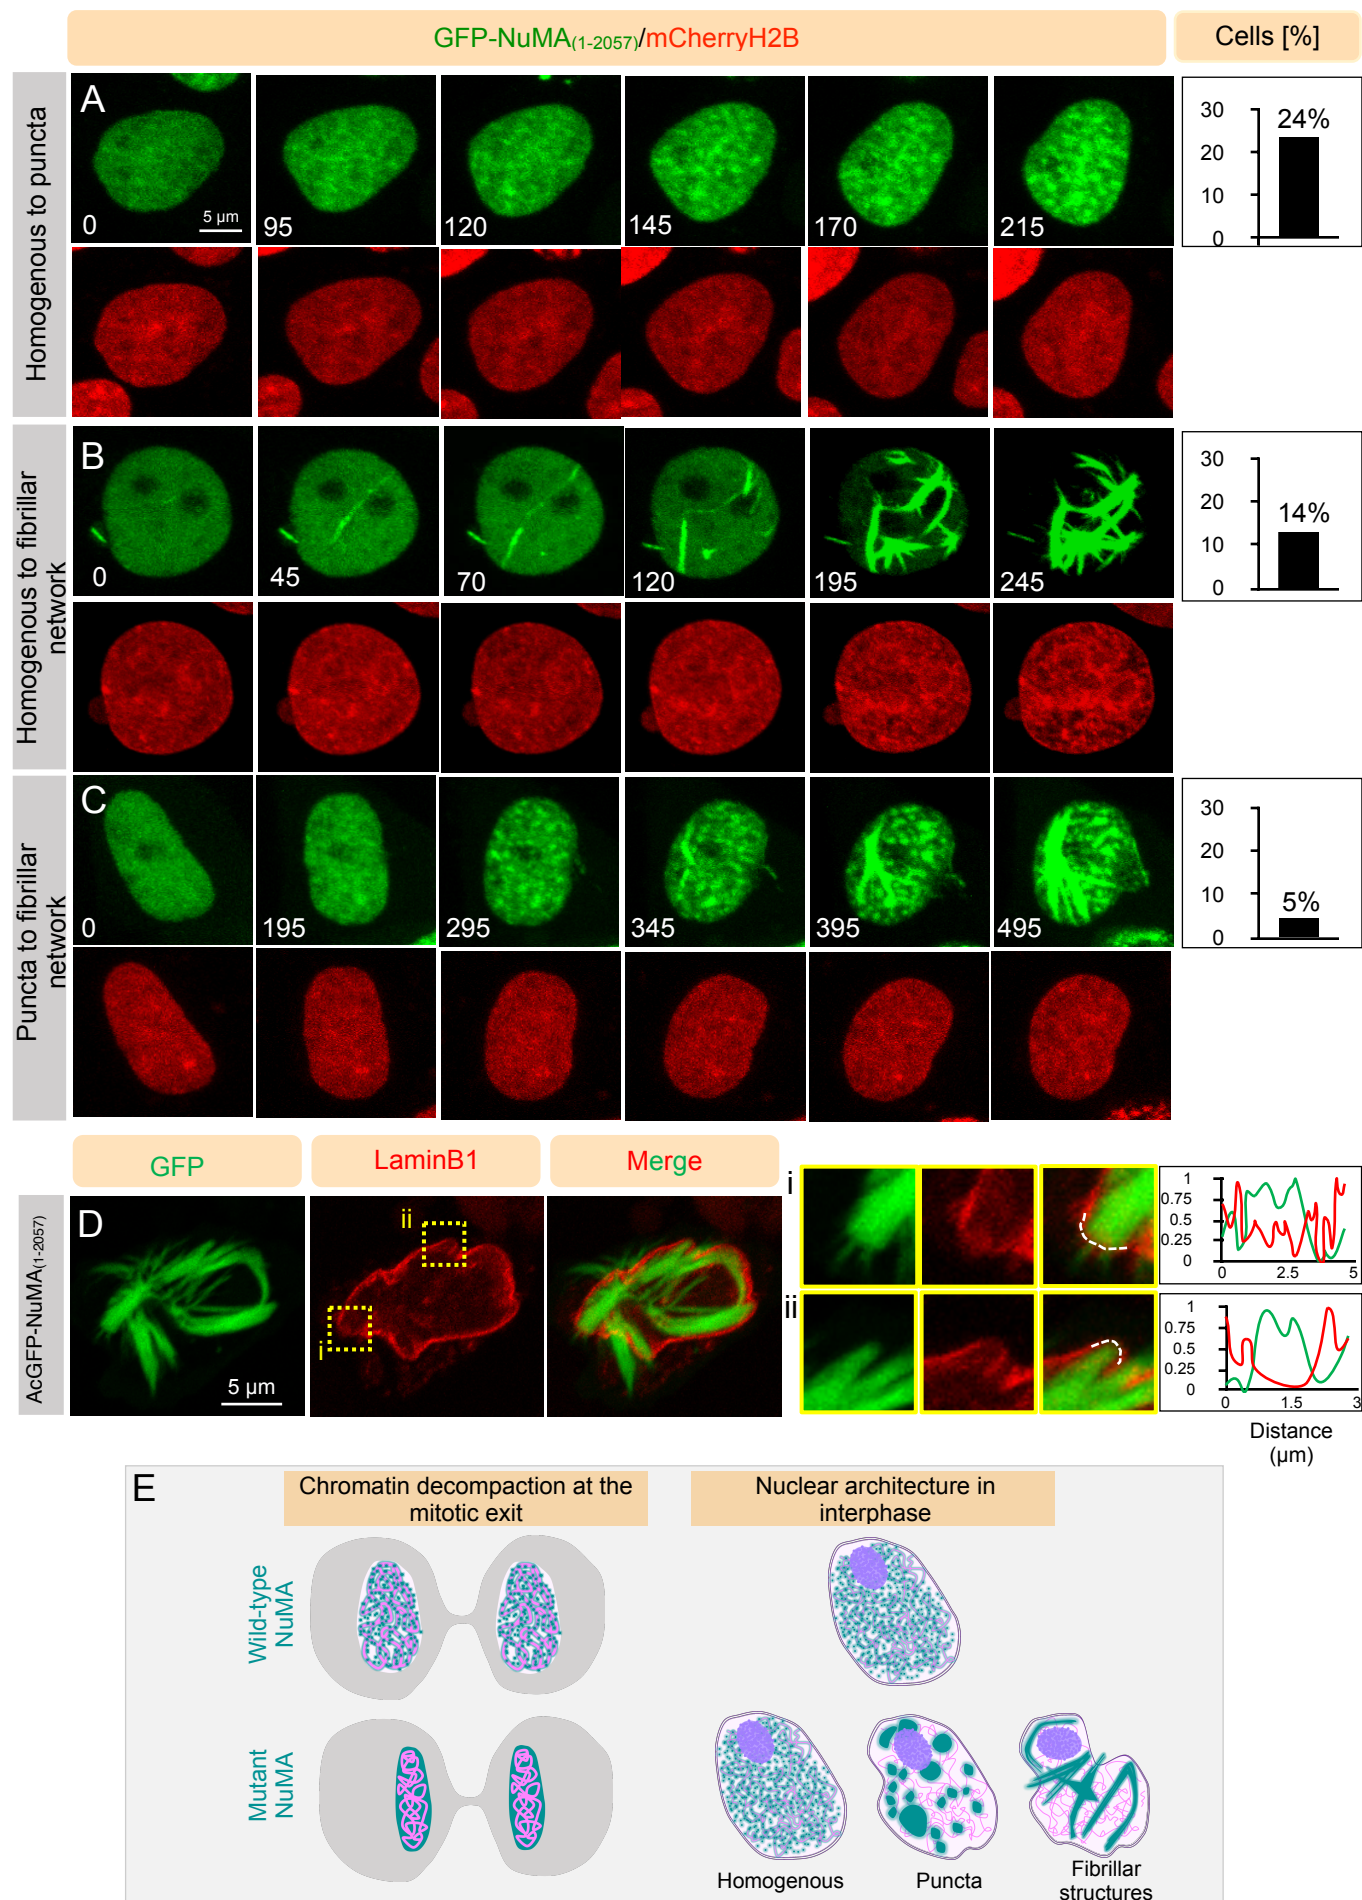 GFP-NuMA(1-2057)/mCherryH2B
Cells [%]
Homogenous to puncta
A
0
5 µm
95
120
145
170
215
30
20
10
0
24%
Homogenous to fibrillar
network
B
0
45
70
120
195
245
30
20
10
0
14%
Puncta to fibrillar
network
C
0
195
295
345
395
495
30
20
10
0
5%
GFP
LaminB1
Merge
AcGFP-NuMA(1-2057)
D
5 µm
ii
i
i
1
0.75
0.5
0.25
0
0
2.5
5
ii
1
0.75
0.5
0.25
0
0
1.5
3
Distance
(µm)
E
Chromatin decompaction at the
mitotic exit
Nuclear architecture in
interphase
Wild-type
NuMA
Mutant
NuMA
Homogenous
Puncta
Fibrillar
structures